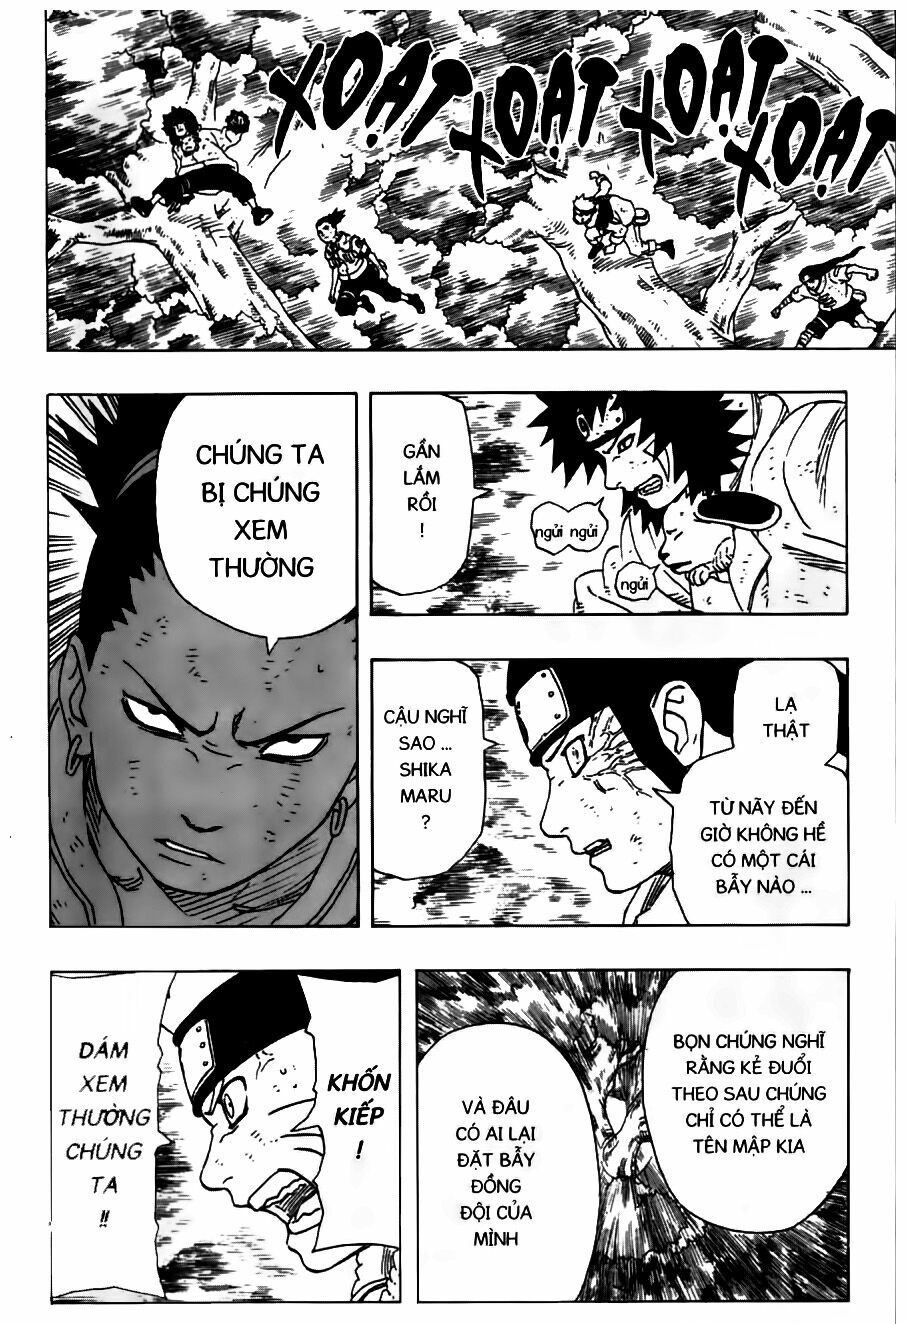 XOẠT
XOẠT
XOẠT
XOẠT
GẦN
LẮM
RỒI
!
ngửi ngửi
ngửi
CHÚNG TA
BỊ CHÚNG
XEM
THƯỜNG
LẠ
THẬT
TỪ NÃY ĐẾN
GIỜ KHÔNG HỀ
CÓ MỘT CÁI
BẪY NÀO ...
CẬU NGHĨ
SAO ...
SHIKA
MARU
?
BỌN CHÚNG NGHĨ
RẰNG KẺ ĐUỔI
THEO SAU CHÚNG
CHỈ CÓ THỂ LÀ
TÊN MẬP KIA
VÀ ĐÂU
CÓ AI LẠI
ĐẶT BẪY
ĐỒNG
ĐỘI CỦA
MÌNH
KHỐN
KIẾP
!
DÁM
XEM
THƯỜNG
CHÚNG
TA
!!